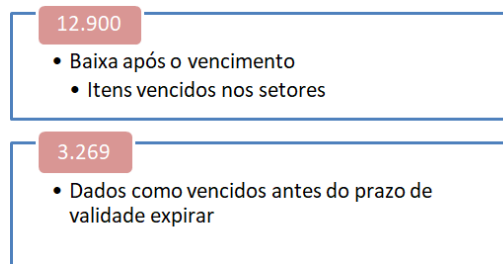 12.900
• Baixa após o vencimento
• Itens vencidos nos setores
3.269
• Dados como vencidos antes do prazo de
validade expirar